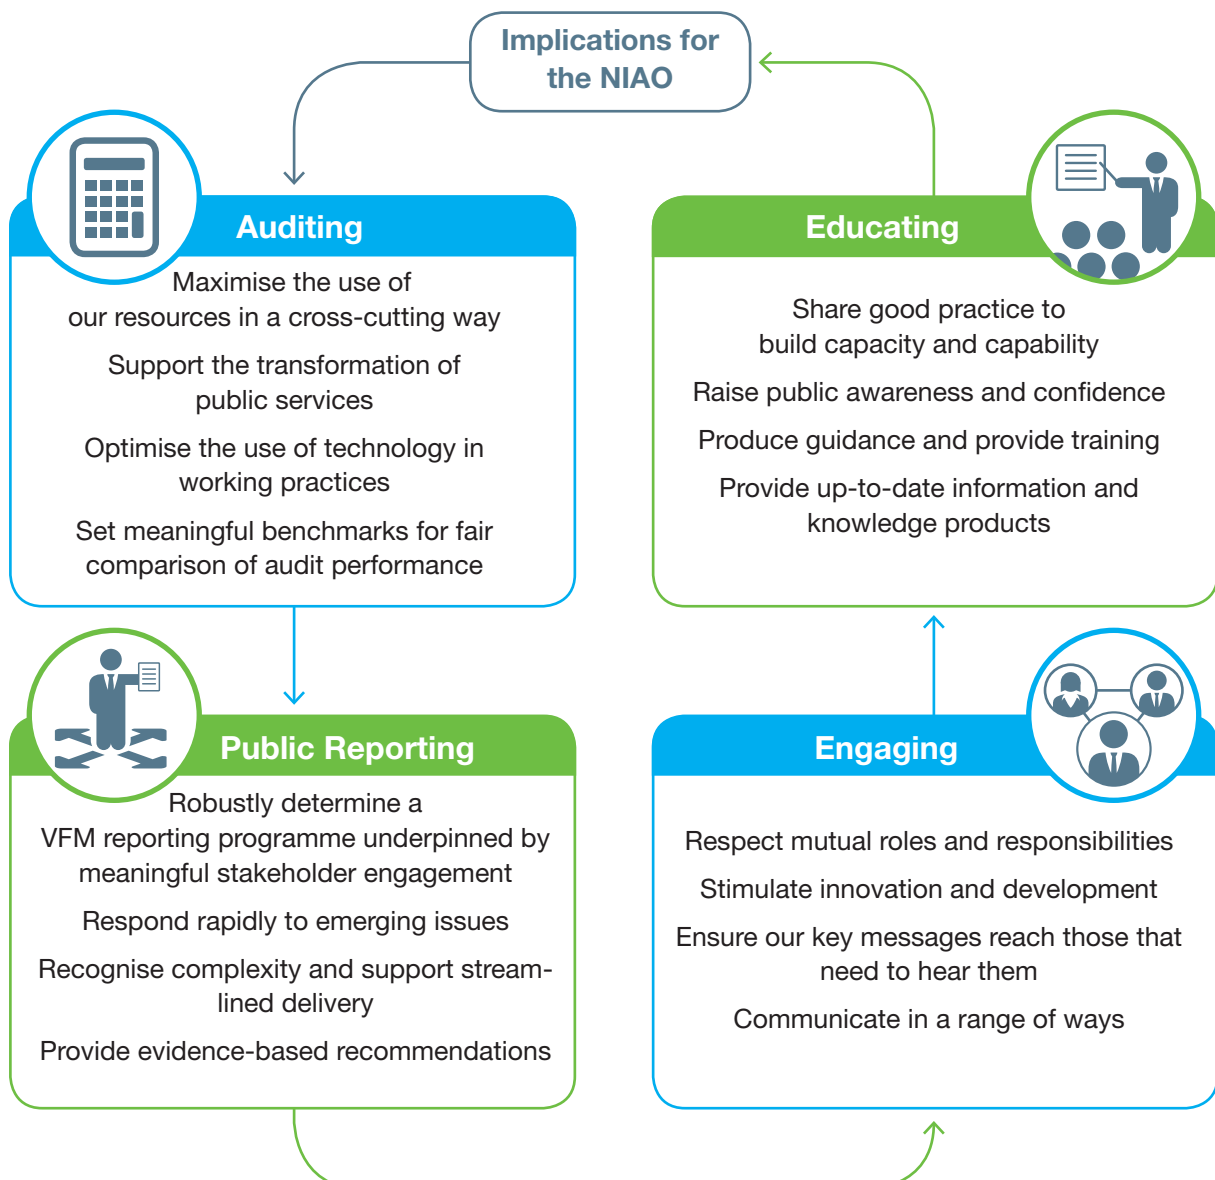 Implications for
the NIAO
Auditing
Maximise the use of
our resources in a cross-cutting way
Support the transformation of
public services
Optimise the use of technology in
working practices
Set meaningful benchmarks for fair
comparison of audit performance
Public Reporting
Robustly determine a
VFM reporting programme underpinned by
meaningful stakeholder engagement
Respond rapidly to emerging issues
Recognise complexity and support stream-
lined delivery
Provide evidence-based recommendations
Engaging
Respect mutual roles and responsibilities
Stimulate innovation and development
Ensure our key messages reach those that
need to hear them
Communicate in a range of ways
Educating
Share good practice to
build capacity and capability
Raise public awareness and confidence
Produce guidance and provide training
Provide up-to-date information and
knowledge products